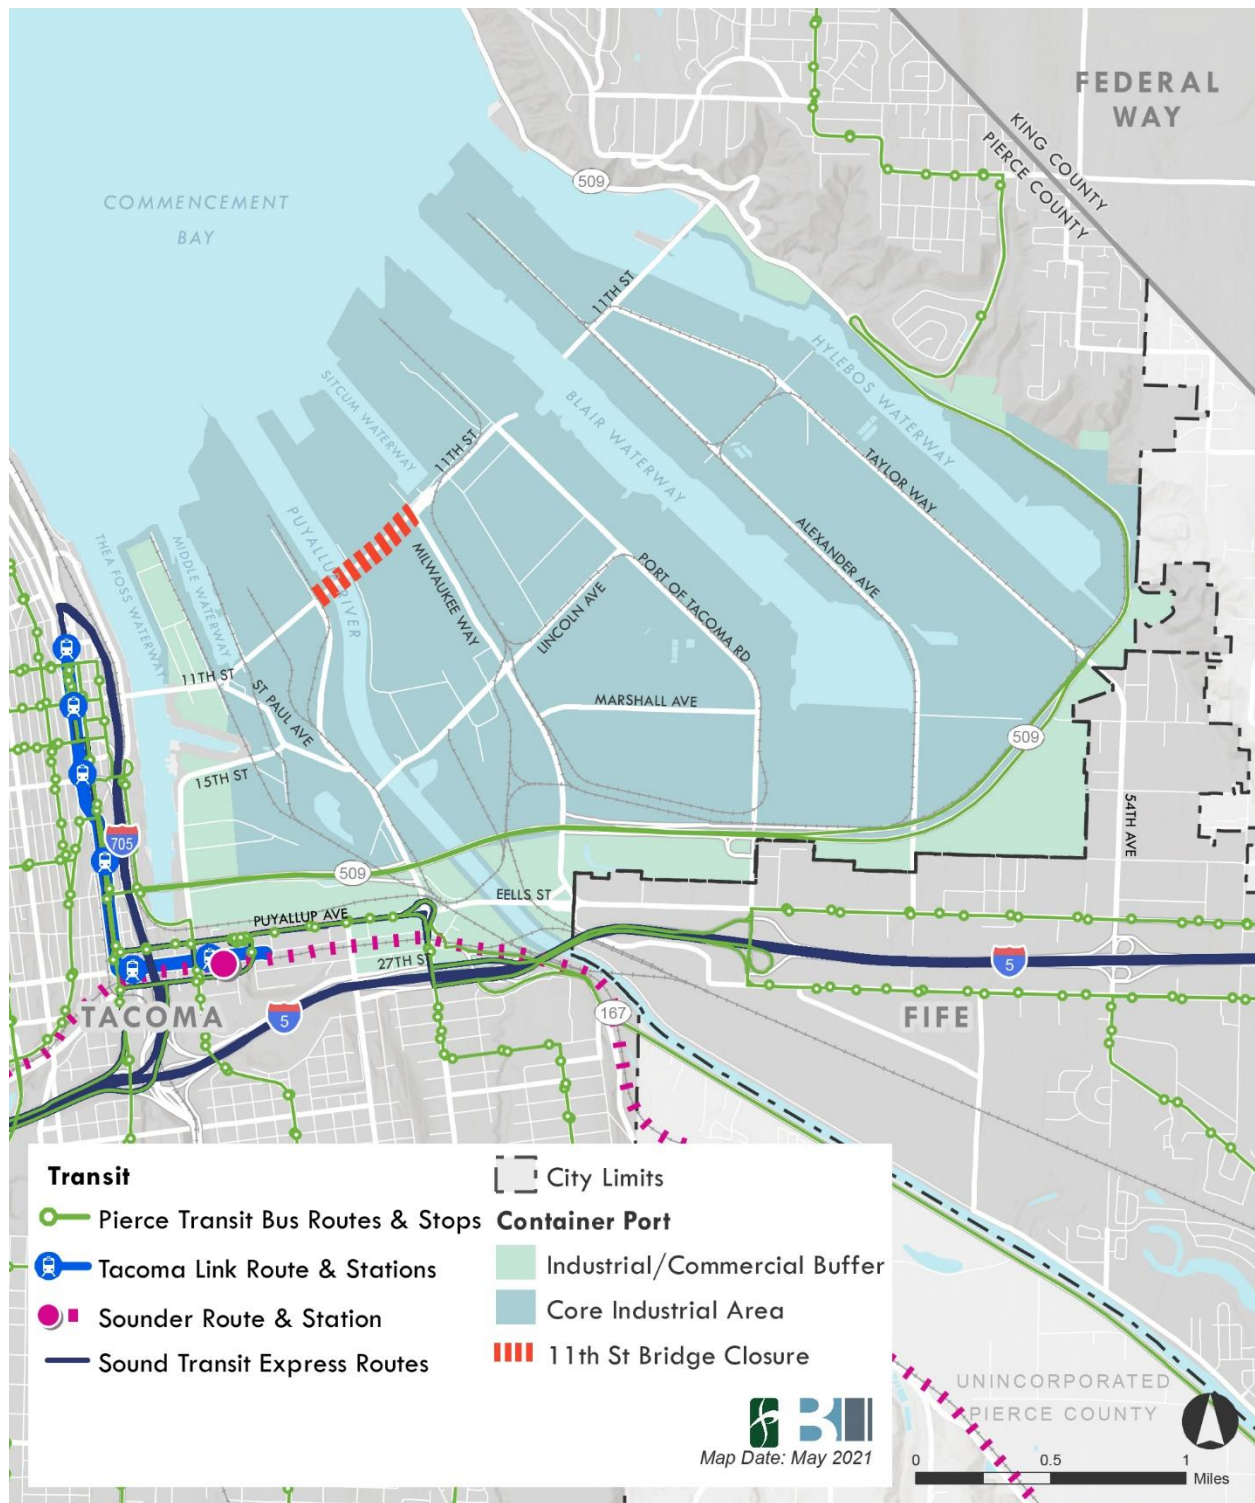 FEDERAL
WAY
KING COUNTY
PIERCE COUNTY
509
COMMENCEMENT
BAY
11TH ST
HYLEBOS WATERWAY
SITCUM WATERWAY
BLAIR WATERWAY
11TH ST
TAYLOR WAY
PUYALLUP RIVER
ALEXANDER AVE
THEA FOSS WATERWAY
MIDDLE WATERWAY
MILWAUKEE WAY
LINCOLN AVE
PORT OF TACOMA RD
11TH ST
ST PAUL AVE
MARSHALL AVE
509
15TH ST
54TH AVE
705
509
EELLS ST
PUYALLUP AVE
27TH ST
5
TACOMA
5
167
FIFE
Transit
Pierce Transit Bus Routes & Stops
Tacoma Link Route & Stations
Sounder Route & Station
Sound Transit Express Routes
City Limits
Container Port
Industrial/Commercial Buffer
Core Industrial Area
11th St Bridge Closure
Map Date: May 2021
UNINCORPORATED
PIERCE COUNTY
0 0.5 1
Miles